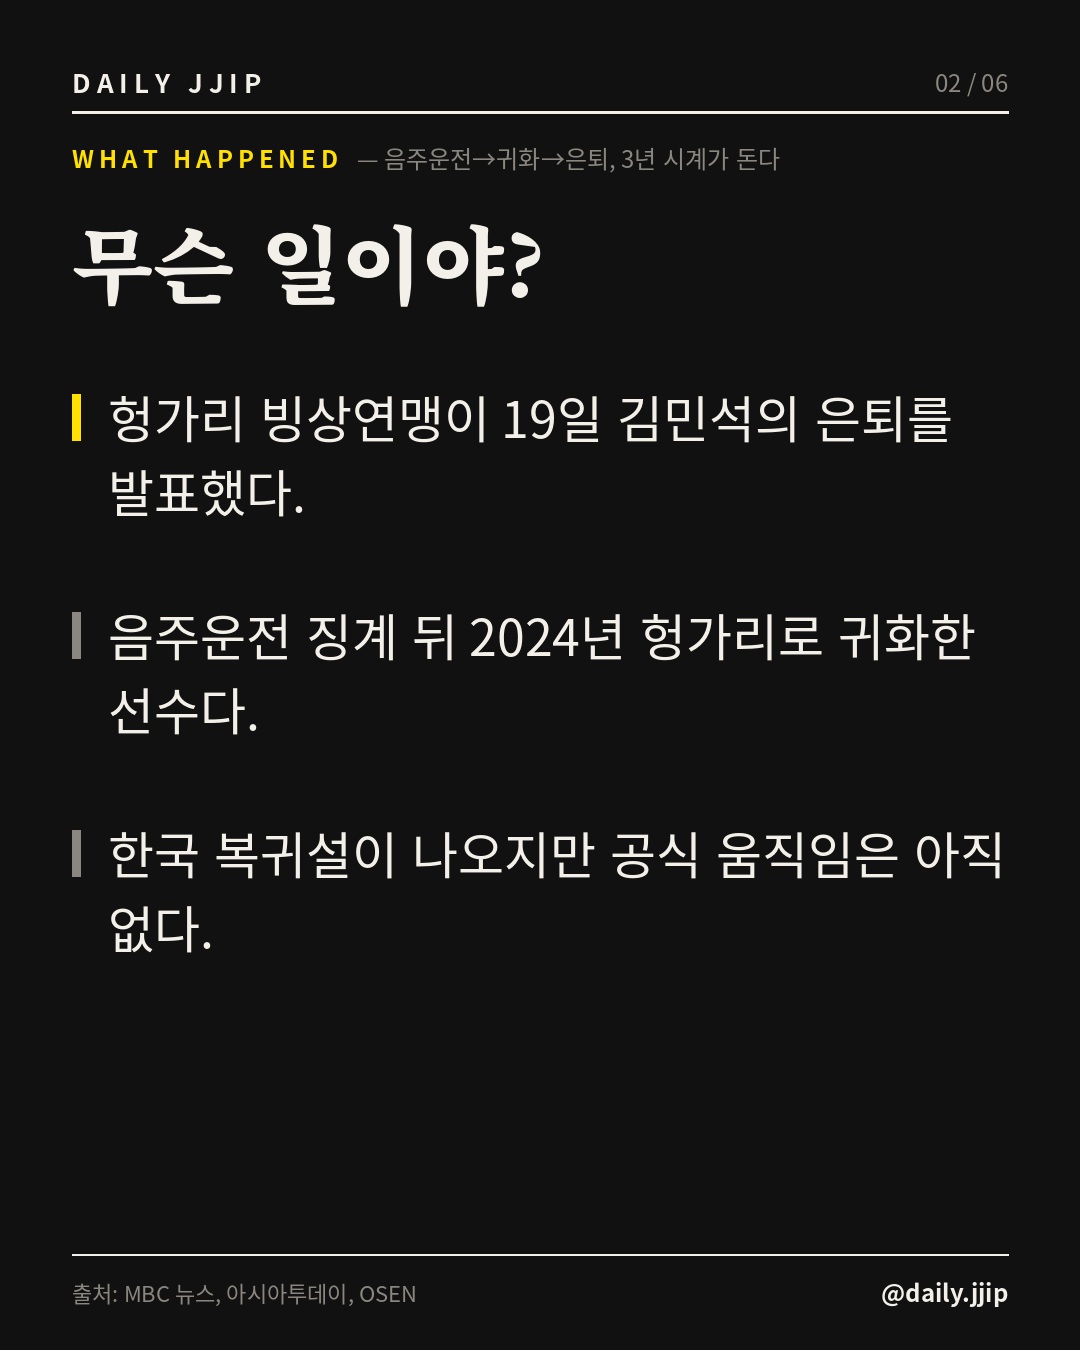 DAILY JJIP
02 / 06
WHAT HAPPENED — 음주운전→귀화→은퇴, 3년 시계가 돈다
무슨 일이야?
헝가리 빙상연맹이 19일 김민석의 은퇴를
발표했다.
음주운전 징계 뒤 2024년 헝가리로 귀화한
선수다.
한국 복귀설이 나오지만 공식 움직임은 아직
없다.
출처: MBC 뉴스, 아시아투데이, OSEN
@daily.jjip